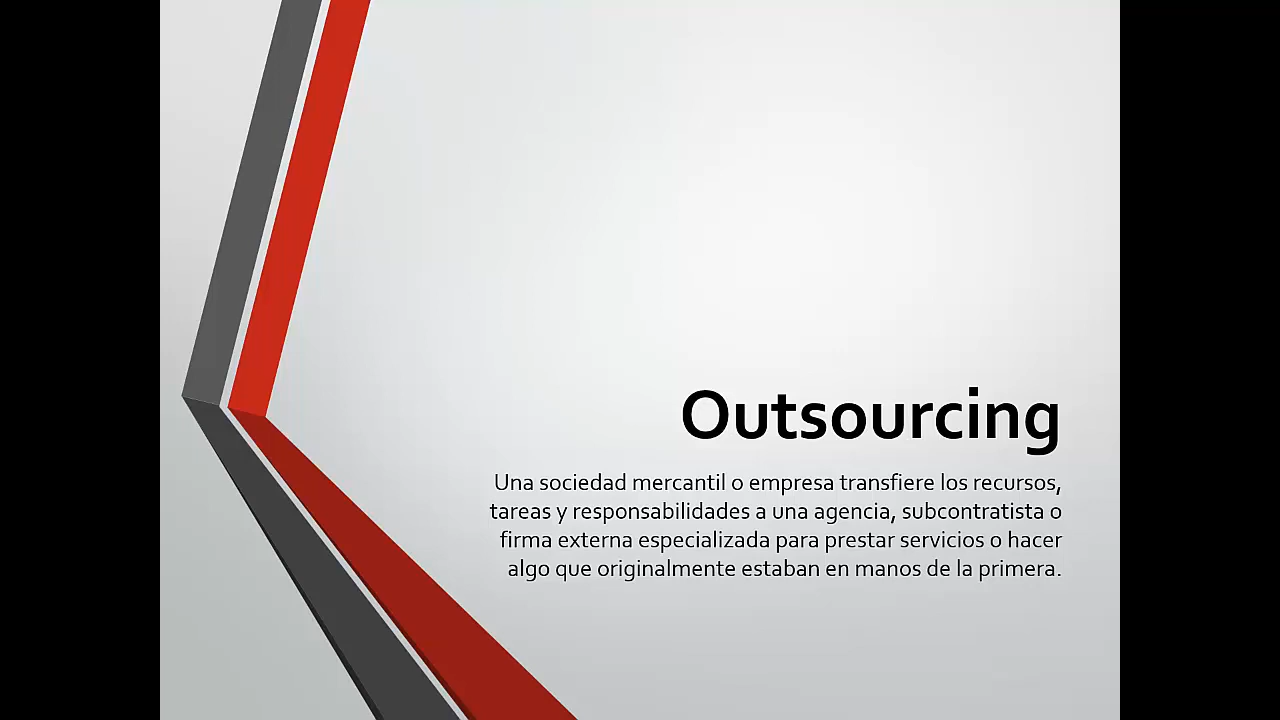 Outsourcing
Una sociedad mercantil o empresa transfiere los recursos,
tareas y responsabilidades a una agencia, subcontratista o
firma externa especializada para prestar servicios o hacer
algo que originalmente estaban en manos de la primera.